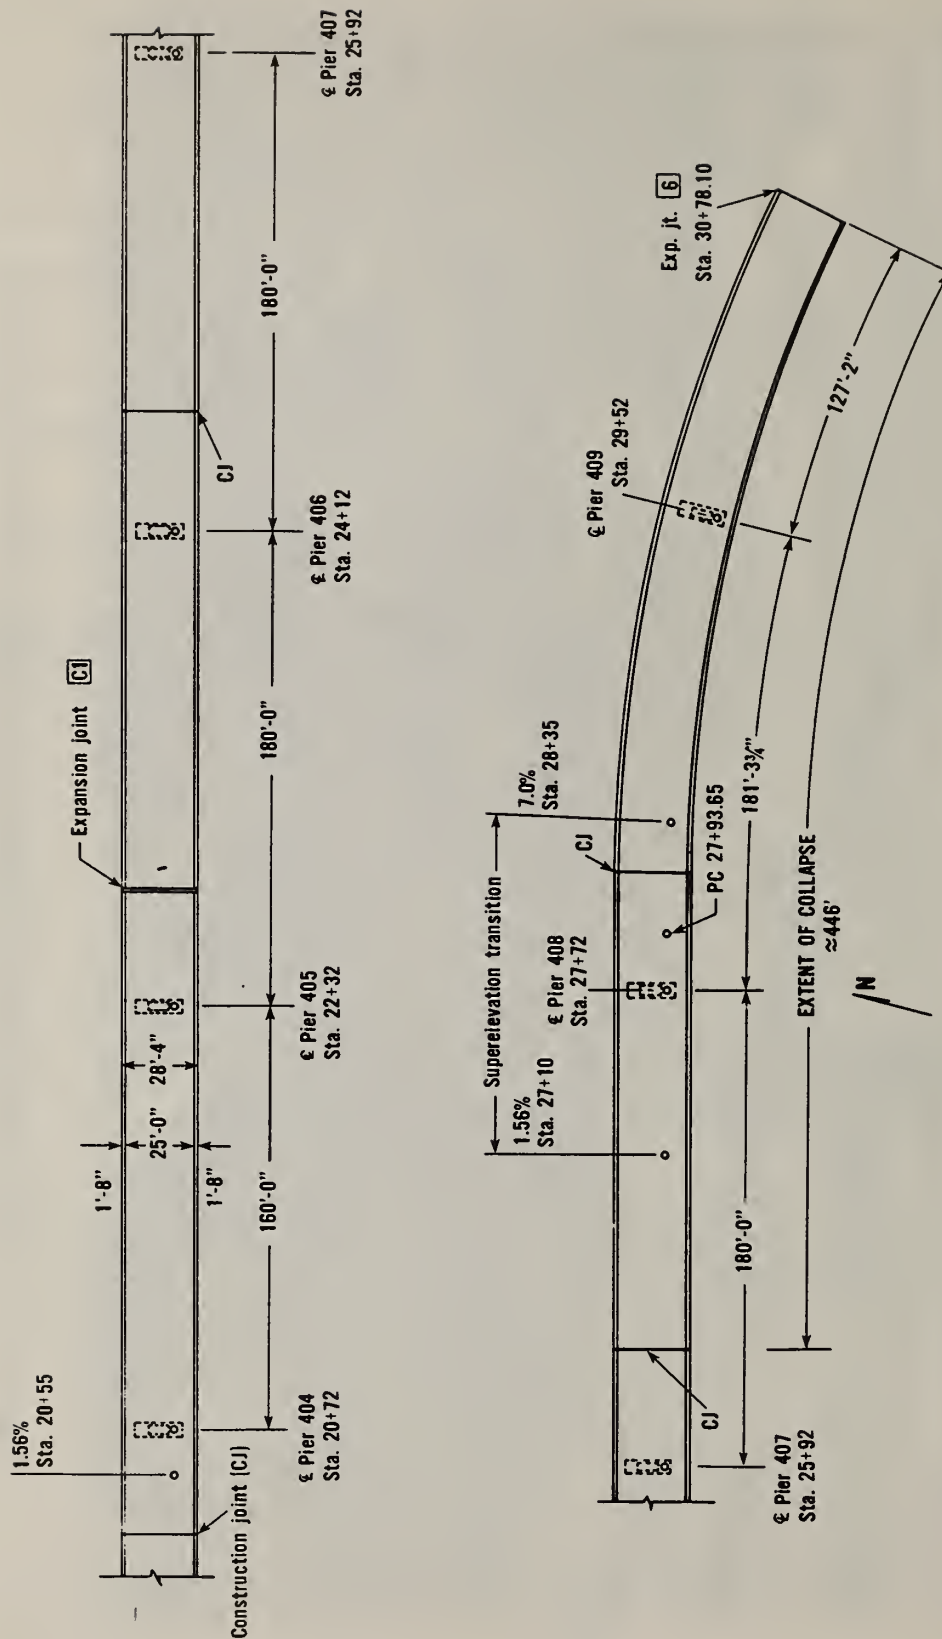 1.56%
Sta. 20+55
1'-8"
25'-0"
28'-4"
1'-8"
Expansion joint C1
Construction joint (CJ)
℄ Pier 404
Sta. 20+72
160'-0"
℄ Pier 405
Sta. 22+32
180'-0"
℄ Pier 406
Sta. 24+12
CJ
180'-0"
℄ Pier 407
Sta. 25+92
Superelevation transition
1.56%
Sta. 27+10
℄ Pier 408
Sta. 27+72
7.0%
Sta. 28+35
CJ
℄ Pier 409
Sta. 29+52
Exp. jt. 6
Sta. 30+78.10
PC 27+93.65
CJ
℄ Pier 407
Sta. 25+92
180'-0"
181'-3¾"
127'-2"
EXTENT OF COLLAPSE
≈446'
N